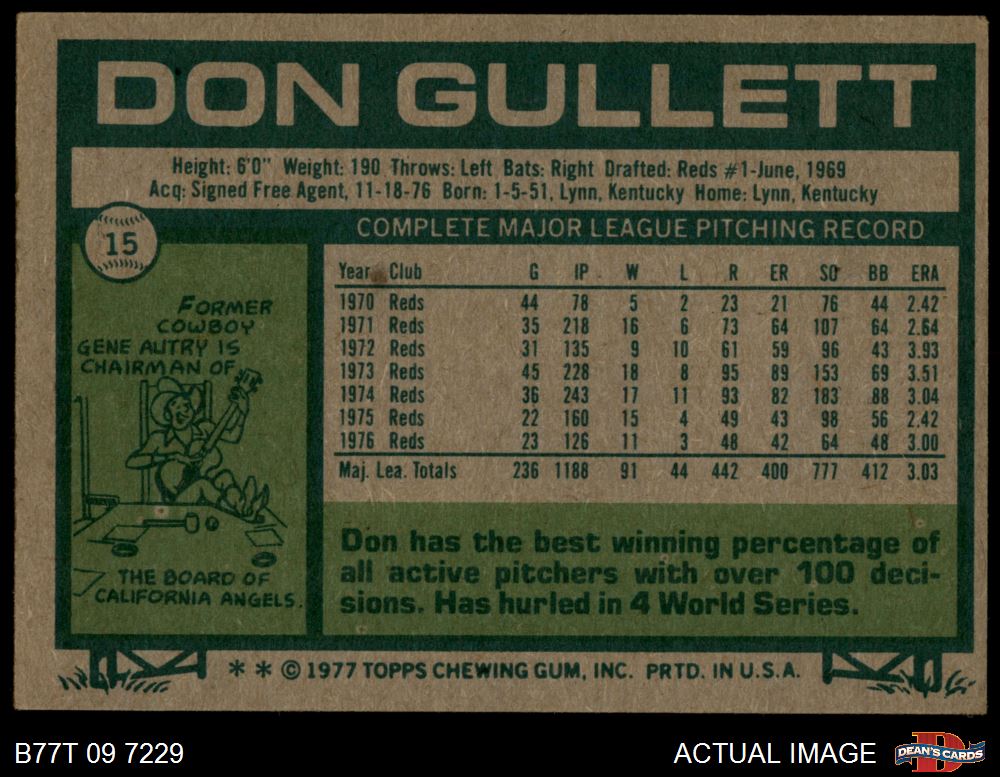 DON GULLETT
Height: 6'0" Weight: 190 Throws: Left Bats: Right Drafted: Reds #1-June, 1969
Acq: Signed Free Agent, 11-18-76 Born: 1-5-51, Lynn, Kentucky Home: Lynn, Kentucky
15
COMPLETE MAJOR LEAGUE PITCHING RECORD
Year Club G IP W L R ER SO BB ERA
1970 Reds 44 78 5 2 23 21 76 44 2.42
1971 Reds 35 218 16 6 73 64 107 64 2.64
1972 Reds 31 135 9 10 61 59 96 43 3.93
1973 Reds 45 228 18 8 95 89 153 69 3.51
1974 Reds 36 243 17 11 93 82 183 88 3.04
1975 Reds 22 160 15 4 49 43 98 56 2.42
1976 Reds 23 126 11 3 48 42 64 48 3.00
Maj. Lea. Totals 236 1188 91 44 442 400 777 412 3.03
FORMER
COWBOY
GENE AUTRY IS
CHAIRMAN OF
THE BOARD OF
CALIFORNIA ANGELS.
Don has the best winning percentage of
all active pitchers with over 100 deci-
sions. Has hurled in 4 World Series.
* * © 1977 TOPPS CHEWING GUM, INC. PRTD. IN U.S.A.
B77T 09 7229
ACTUAL IMAGE
D
DEAN'S CARDS